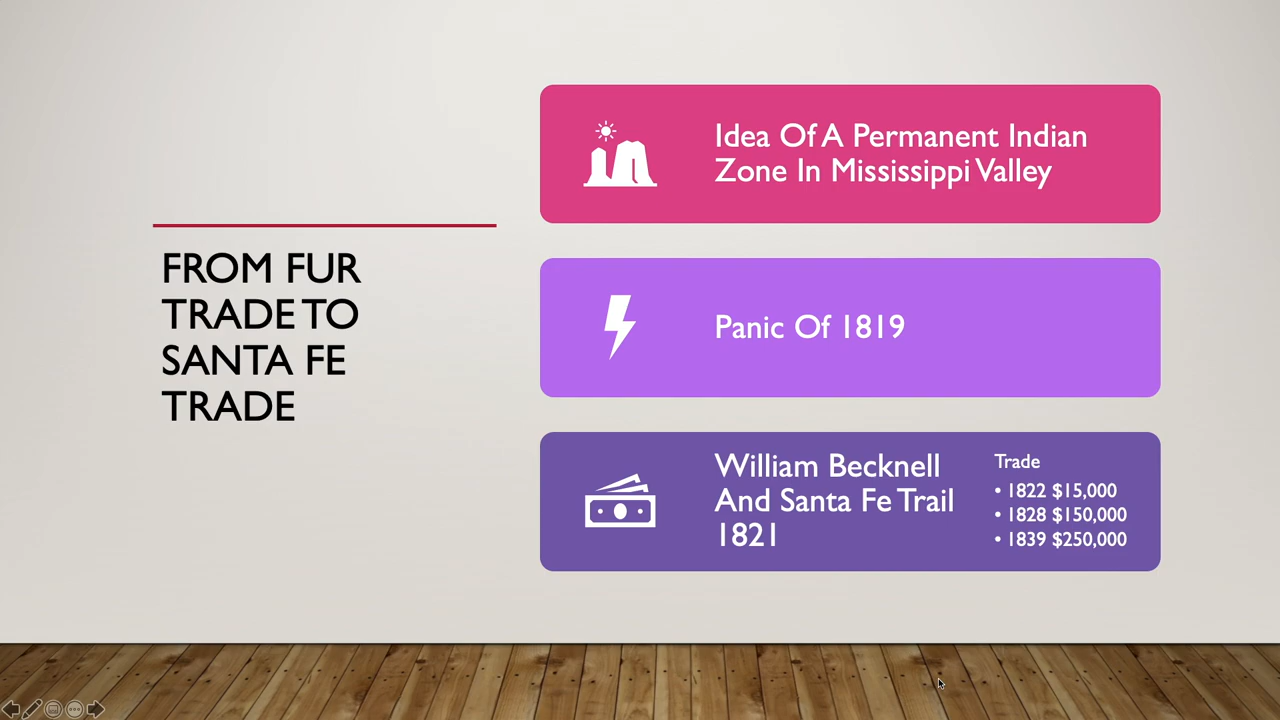 FROM FUR
TRADE TO
SANTA FE
TRADE
Idea Of A Permanent Indian
Zone In Mississippi Valley
Panic Of 1819
William Becknell
And Santa Fe Trail
1821
Trade
• 1822 $15,000
• 1828 $150,000
• 1839 $250,000